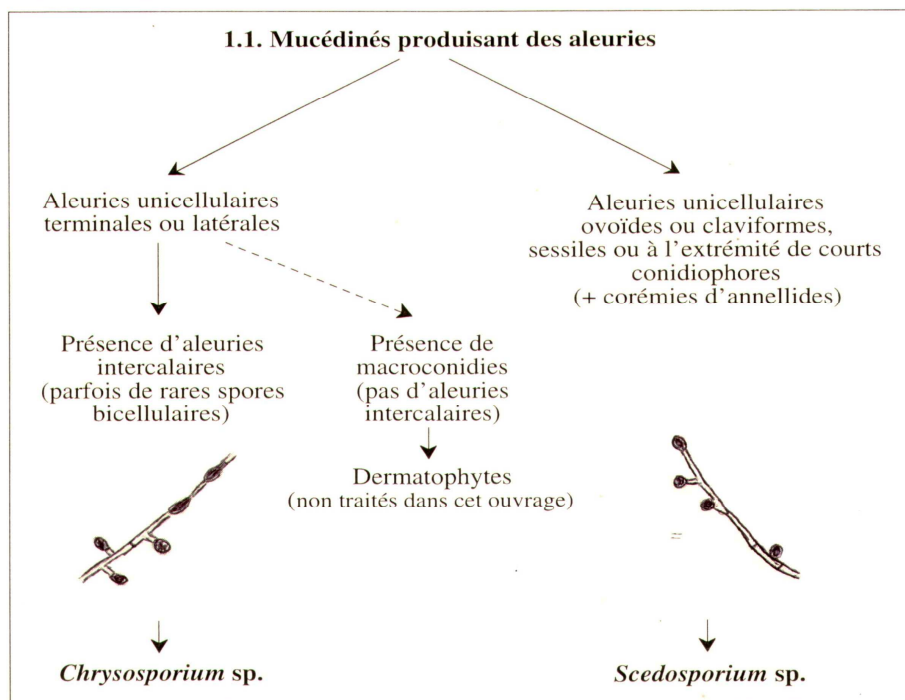 1.1. Mucédinés produisant des aleuries
Aleuries unicellulaires
terminales ou latérales
Aleuries unicellulaires
ovoïdes ou claviformes,
sessiles ou à l'extrémité de courts
conidiophores
(+ corémies d'annellides)
Présence d'aleuries
intercalaires
(parfois de rares spores
bicellulaires)
Présence de
macroconidies
(pas d'aleuries
intercalaires)
Dermatophytes
(non traités dans cet ouvrage)
Chrysosporium sp.
Scedosporium sp.